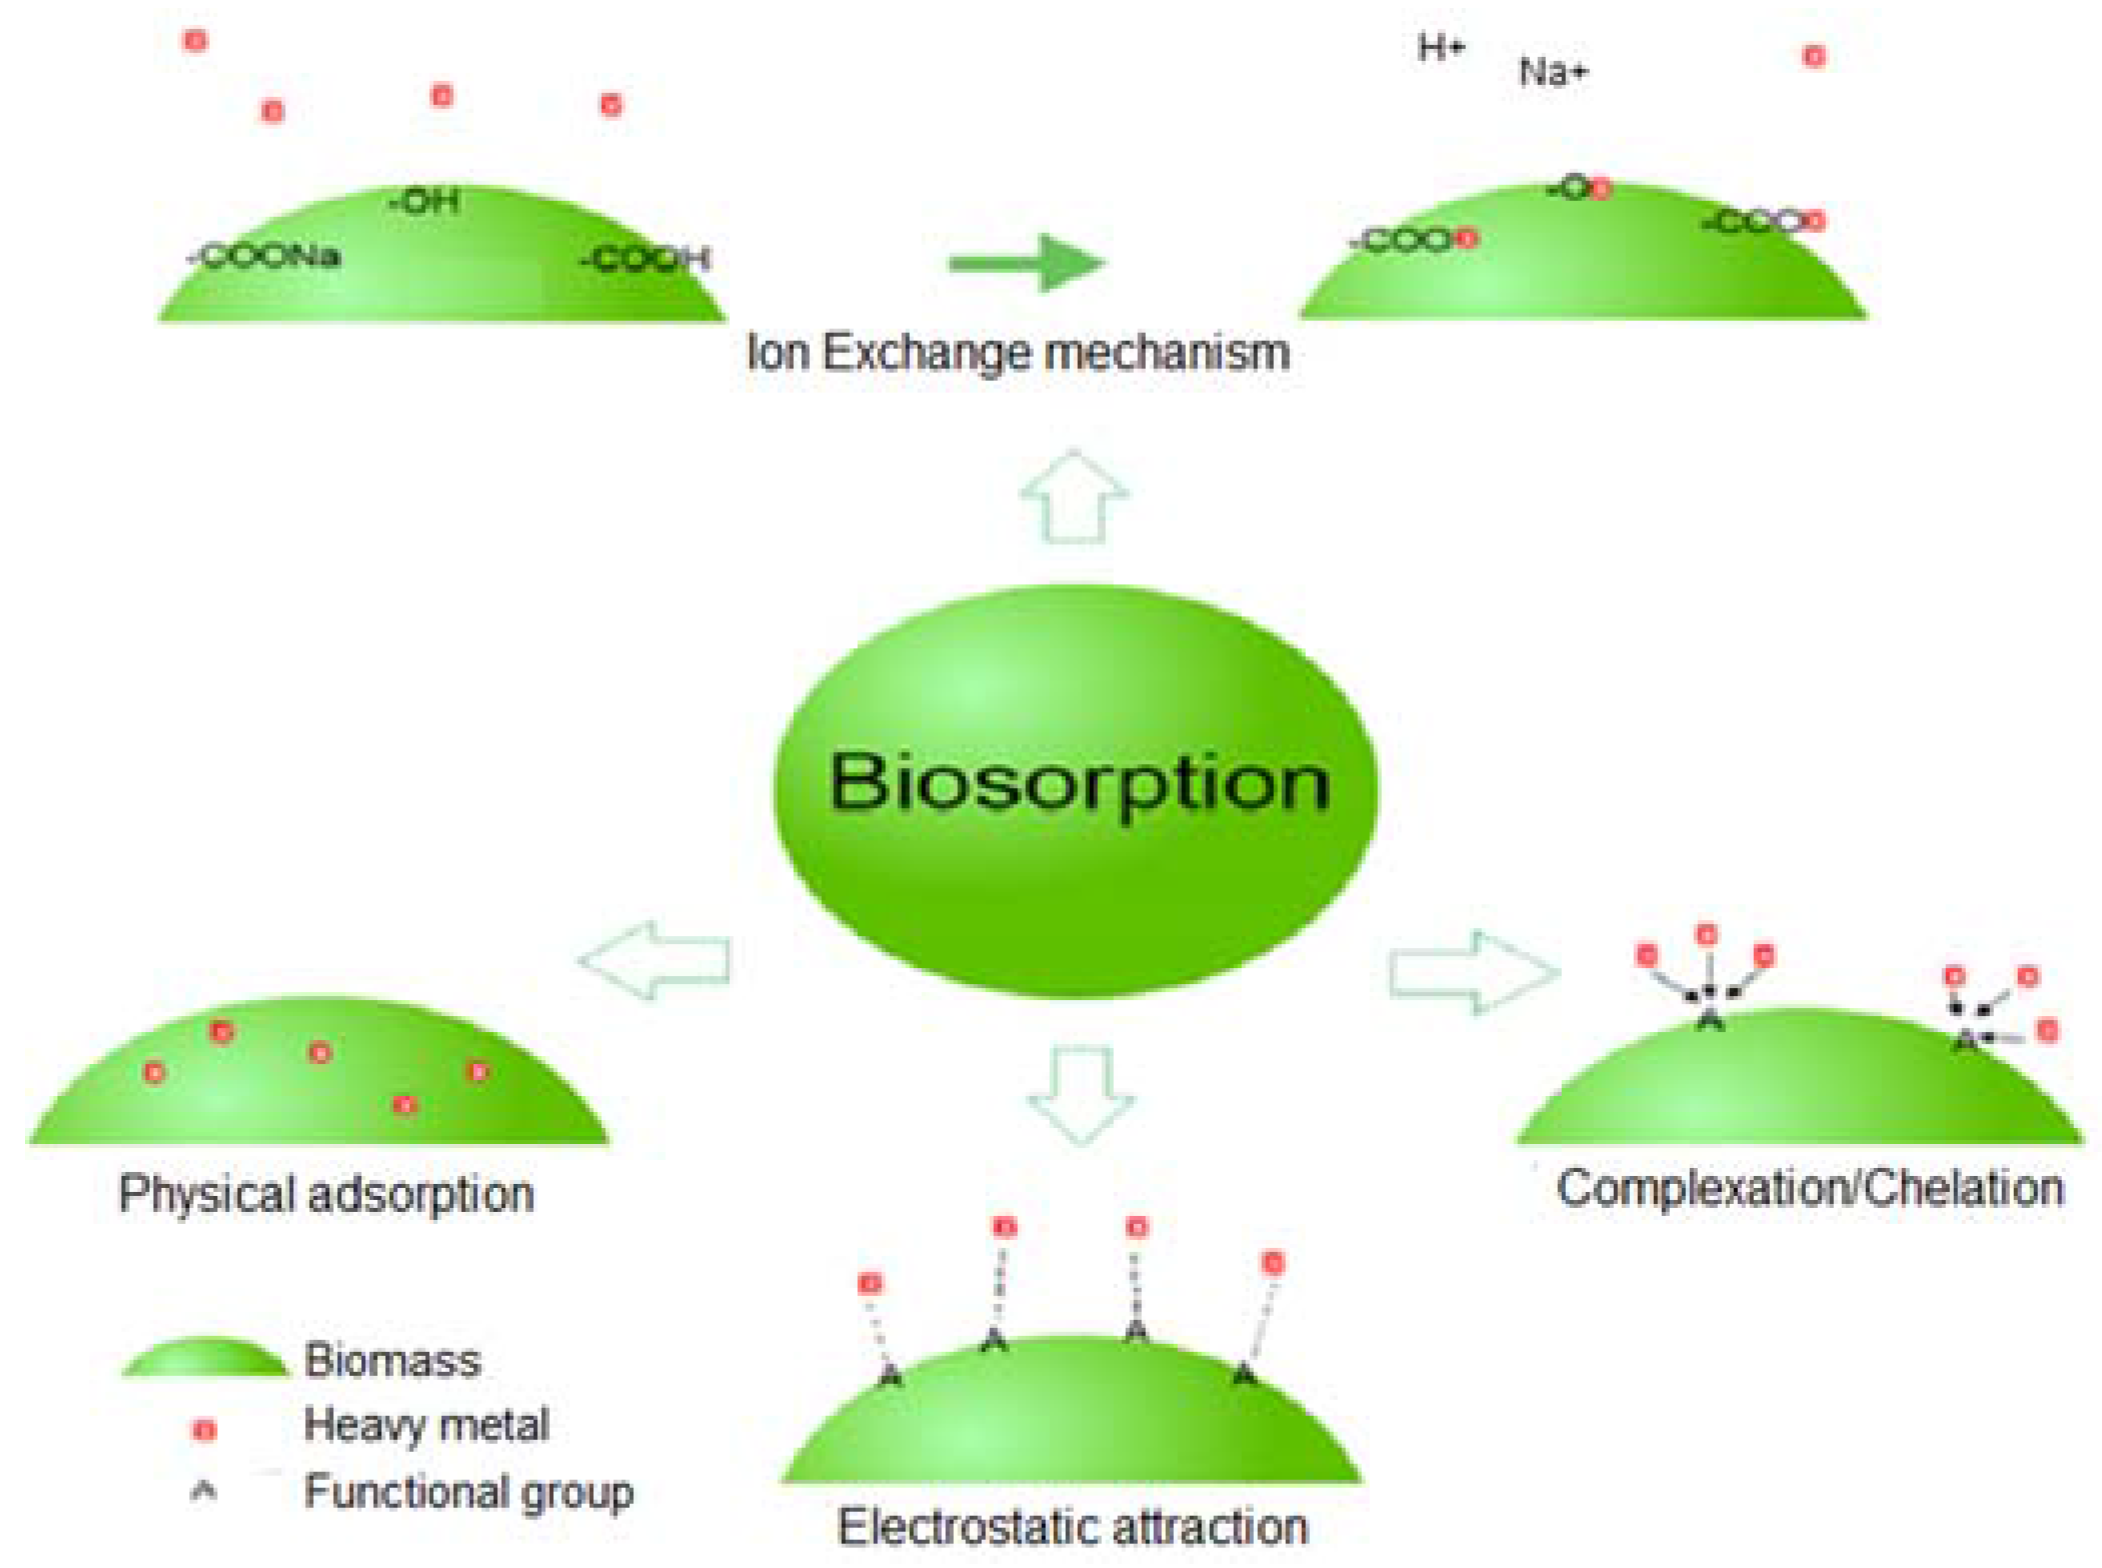 H+
Na+
-OH
-COONa
-COOH
-O
-COO
-COO
Ion Exchange mechanism
Biosorption
A
A
Physical adsorption
Complexation/Chelation
A
A
A
A
Biomass
Heavy metal
A Functional group
Electrostatic attraction